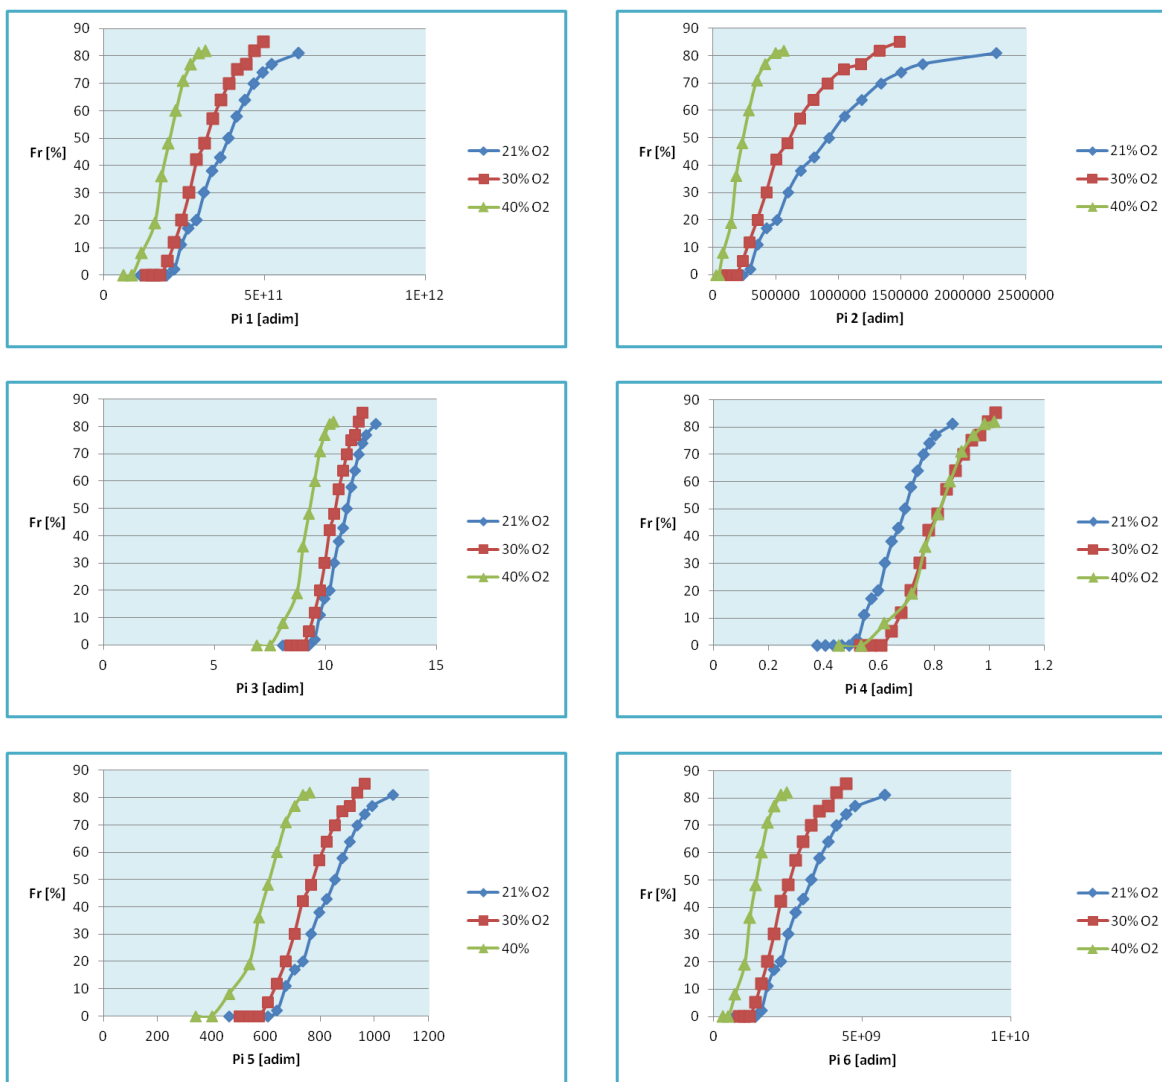 90
80
70
60
50
40
30
20
10
0
Fr [%]
0 5E+11 1E+12
Pi 1 [adim]
21% O2
30% O2
40% O2
90
80
70
60
50
40
30
20
10
0
Fr [%]
0 500000 1000000 1500000 2000000 2500000
Pi 2 [adim]
21% O2
30% O2
40% O2
90
80
70
60
50
40
30
20
10
0
Fr [%]
0 5 10 15
Pi 3 [adim]
21% O2
30% O2
40% O2
90
80
70
60
50
40
30
20
10
0
Fr [%]
0 0.2 0.4 0.6 0.8 1 1.2
Pi 4 [adim]
21% O2
30% O2
40% O2
90
80
70
60
50
40
30
20
10
0
Fr [%]
0 200 400 600 800 1000 1200
Pi 5 [adim]
21% O2
30% O2
40%
90
80
70
60
50
40
30
20
10
0
Fr [%]
0 5E+09 1E+10
Pi 6 [adim]
21% O2
30% O2
40% O2